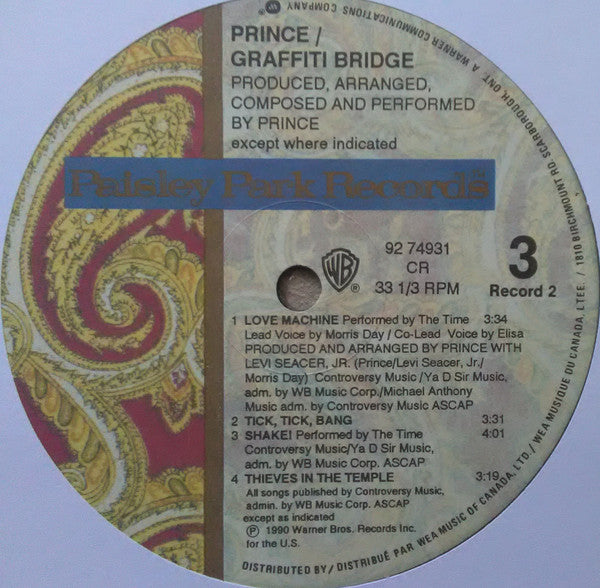 PRINCE /
GRAFFITI BRIDGE
PRODUCED, ARRANGED,
COMPOSED AND PERFORMED
BY PRINCE
except where indicated
Paisley Park Records
WB
®
92 74931
CR
33 1/3 RPM
3
Record 2
1 LOVE MACHINE Performed by The Time 3:34
Lead Voice by Morris Day / Co-Lead Voice by Elisa
PRODUCED AND ARRANGED BY PRINCE WITH
LEVI SEACER, JR. (Prince/Levi Seacer, Jr./
Morris Day) Controversy Music /Ya D Sir Music,
adm. by WB Music Corp./Michael Anthony
Music adm. by Controversy Music ASCAP
2 TICK, TICK, BANG 3:31
3 SHAKE! Performed by The Time 4:01
Controversy Music/Ya D Sir Music,
adm. by WB Music Corp. ASCAP
4 THIEVES IN THE TEMPLE 3:19
All songs published by Controversy Music,
admin. by WB Music Corp. ASCAP
except as indicated
℗ 1990 Warner Bros. Records Inc.
for the U.S.
DISTRIBUTED BY / DISTRIBUÉ PAR WEA MUSIC OF CANADA, LTD. / WEA MUSIQUE DU CANADA, LTEE. / 1810 BIRCHMOUNT RD. SCARBOROUGH, ONT. A WARNER COMMUNICATIONS COMPANY